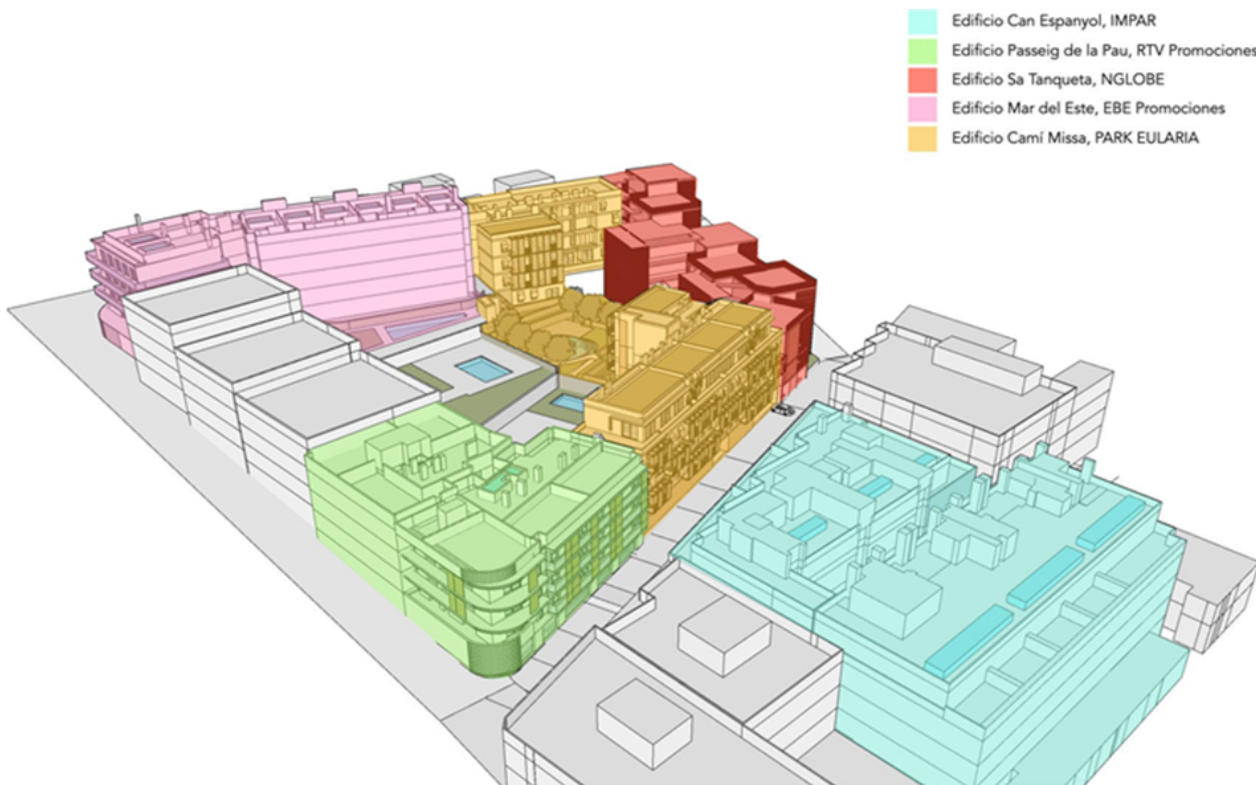 Edificio Can Espanyol, IMPAR
Edificio Passeig de la Pau, RTV Promociones
Edificio Sa Tanqueta, NGLOBE
Edificio Mar del Este, EBE Promociones
Edificio Camí Missa, PARK EULARIA